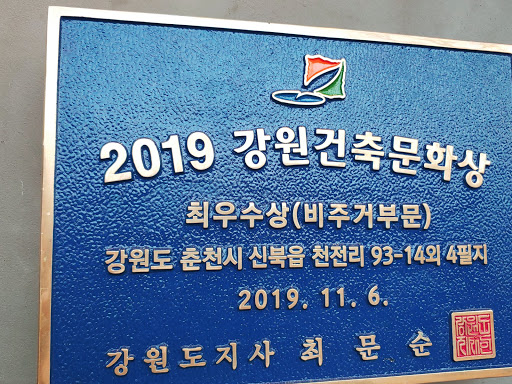 2019 강원건축문화상
최우수상(비주거부문)
강원도 춘천시 신북읍 천전리 93-14외 4필지
2019. 11. 6.
강원도지사 최문순